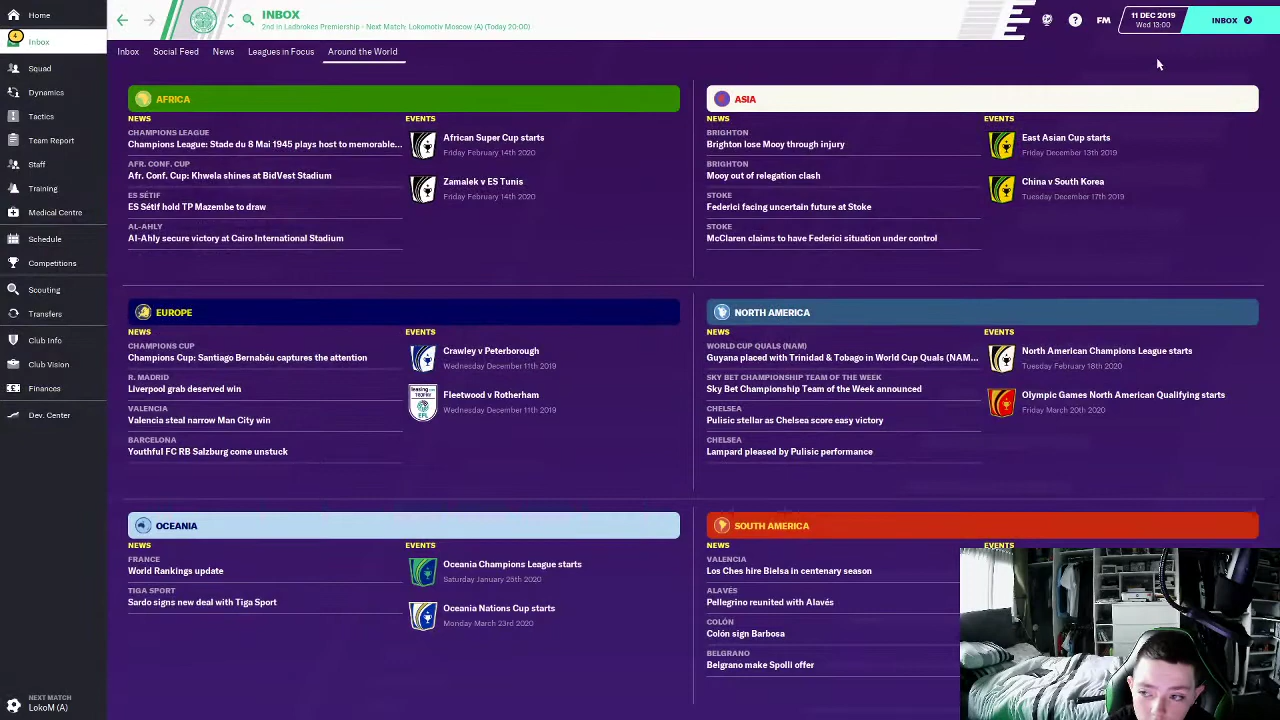 INBOX
2nd in Ladbrokes Premiership - Next Match: Lokomotiv Moscow (A) (Today 20:00)
FM
11 DEC 2019
Wed 13:00
INBOX
4
Inbox
Squad
Dynamics
Tactics
Team Report
Staff
Training
Medical Centre
Schedule
Competitions
Scouting
Transfers
Club Info
Club Vision
Finances
Dev. Center
NEXT MATCH
LokoM (A)
Inbox Social Feed News Leagues in Focus Around the World
AFRICA
NEWS
CHAMPIONS LEAGUE
Champions League: Stade du 8 Mai 1945 plays host to memorable...
AFR. CONF. CUP
Afr. Conf. Cup: Khwela shines at BidVest Stadium
ES SÉTIF
ES Sétif hold TP Mazembe to draw
AL-AHLY
Al-Ahly secure victory at Cairo International Stadium
EVENTS
African Super Cup starts
Friday February 14th 2020
Zamalek v ES Tunis
Friday February 14th 2020
ASIA
NEWS
BRIGHTON
Brighton lose Mooy through injury
BRIGHTON
Mooy out of relegation clash
STOKE
Federici facing uncertain future at Stoke
STOKE
McClaren claims to have Federici situation under control
EVENTS
East Asian Cup starts
Friday December 13th 2019
China v South Korea
Tuesday December 17th 2019
EUROPE
NEWS
CHAMPIONS CUP
Champions Cup: Santiago Bernabéu captures the attention
R. MADRID
Liverpool grab deserved win
VALENCIA
Valencia steal narrow Man City win
BARCELONA
Youthful FC RB Salzburg come unstuck
EVENTS
Crawley v Peterborough
Wednesday December 11th 2019
leasing.com
TROPHY
EFL
Fleetwood v Rotherham
Wednesday December 11th 2019
NORTH AMERICA
NEWS
WORLD CUP QUALS (NAM)
Guyana placed with Trinidad & Tobago in World Cup Quals (NAM...
SKY BET CHAMPIONSHIP TEAM OF THE WEEK
Sky Bet Championship Team of the Week announced
CHELSEA
Pulisic stellar as Chelsea score easy victory
CHELSEA
Lampard pleased by Pulisic performance
EVENTS
North American Champions League starts
Tuesday February 18th 2020
Olympic Games North American Qualifying starts
Friday March 20th 2020
OCEANIA
NEWS
FRANCE
World Rankings update
TIGA SPORT
Sardo signs new deal with Tiga Sport
EVENTS
Oceania Champions League starts
Saturday January 25th 2020
Oceania Nations Cup starts
Monday March 23rd 2020
SOUTH AMERICA
NEWS
VALENCIA
Los Ches hire Bielsa in centenary season
ALAVÉS
Pellegrino reunited with Alavés
COLÓN
Colón sign Barbosa
BELGRANO
Belgrano make Spolli offer
EVENTS